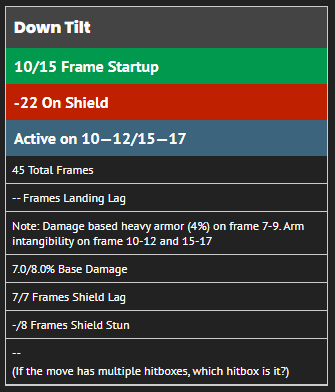 Down Tilt
10/15 Frame Startup
-22 On Shield
Active on 10—12/15—17
45 Total Frames
-- Frames Landing Lag
Note: Damage based heavy armor (4%) on frame 7-9. Arm
intangibility on frame 10-12 and 15-17
7.0/8.0% Base Damage
7/7 Frames Shield Lag
-/8 Frames Shield Stun
--
(If the move has multiple hitboxes, which hitbox is it?)